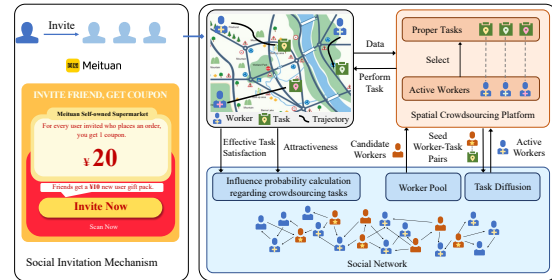 Invite
美团
Meituan
INVITE FRIEND, GET COUPON
Meituan Self-owned Supermarket
For every user invited who places an order,
you get 1 coupon.
¥ 20
Friends get a ¥10 new user gift pack.
Invite Now
Scan Now
Social Invitation Mechanism
Worker
Task
Trajectory
Data
Perform
Task
Proper Tasks
Select
Active Workers
Spatial Crowdsourcing Platform
Effective Task
Satisfaction
Attractiveness
Candidate
Workers
Seed
Worker-Task
Pairs
Active
Workers
Influence probability calculation
regarding crowdsourcing tasks
Worker Pool
Task Diffusion
Social Network